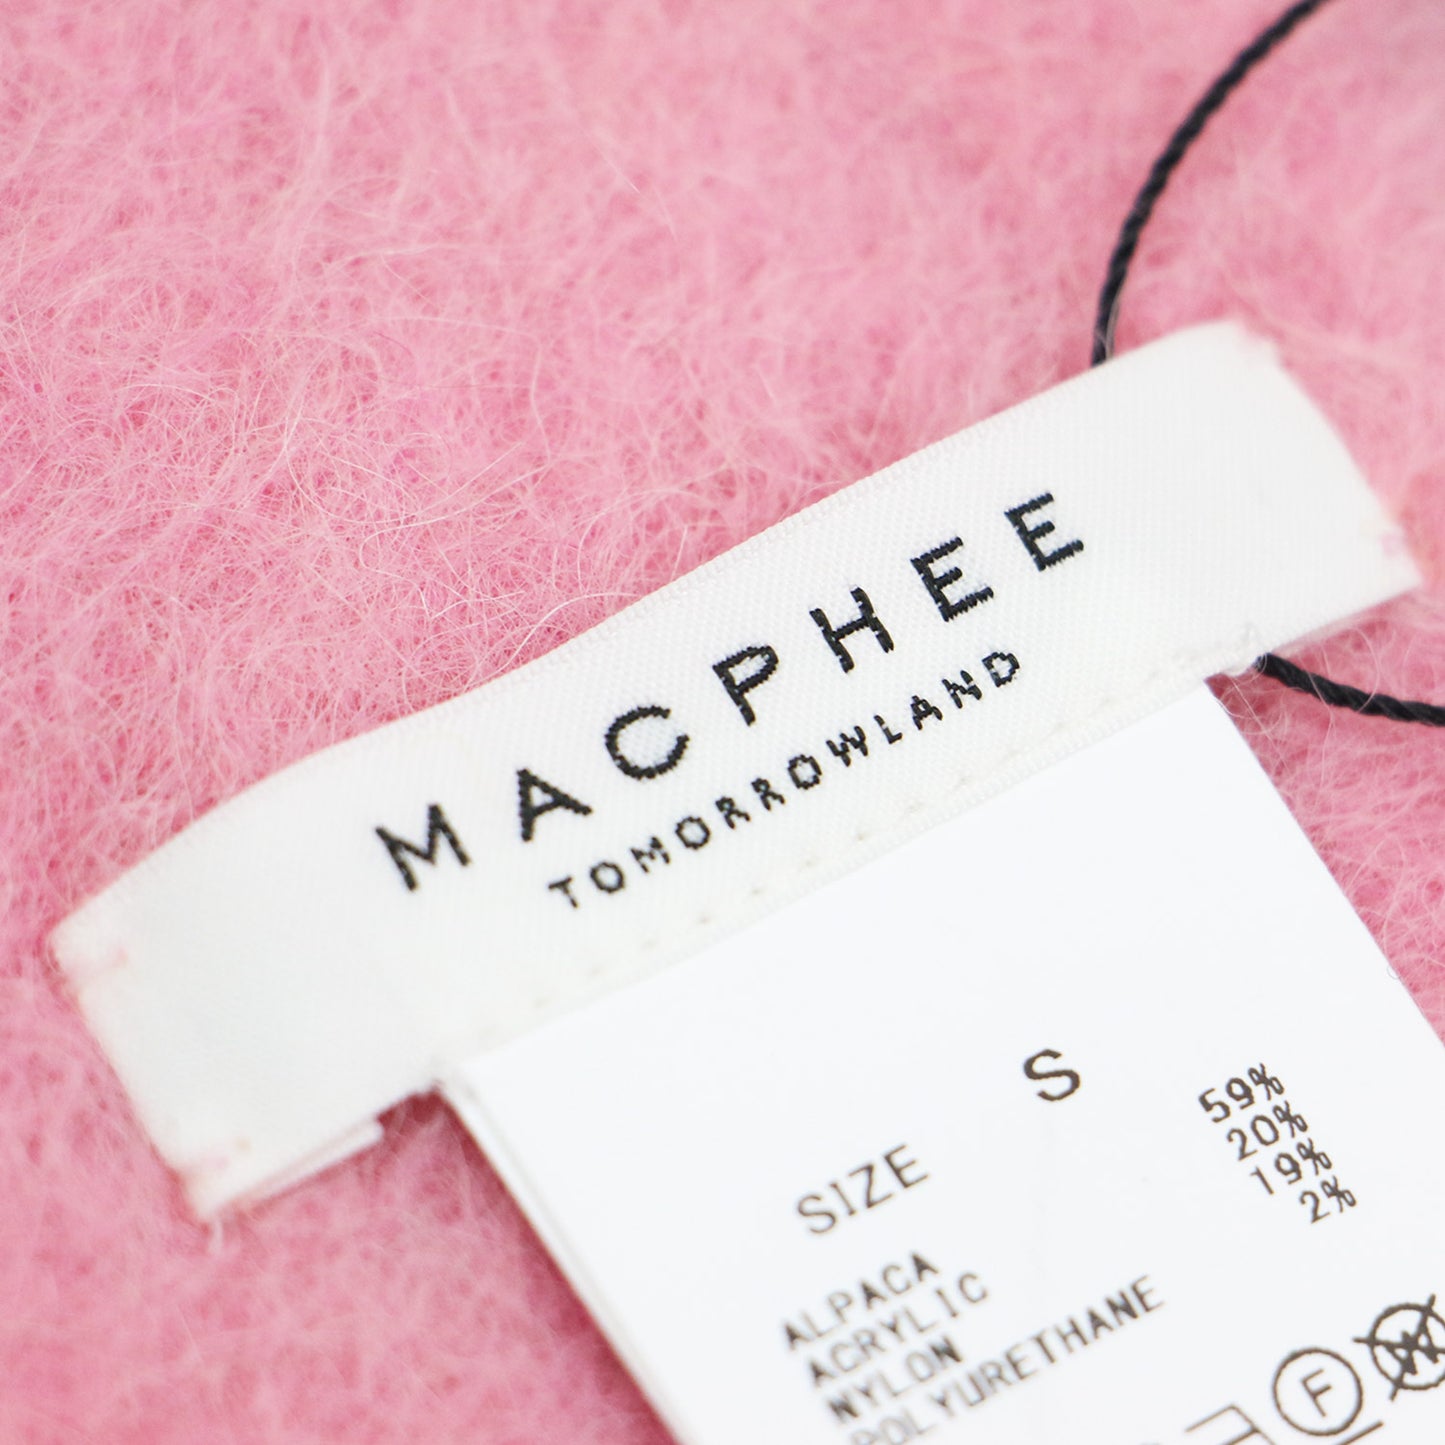 MACPHEE
TOMORROWLAND
SIZE S
ALPACA 59%
ACRYLIC 20%
NYLON 19%
POLYURETHANE 2%
F W